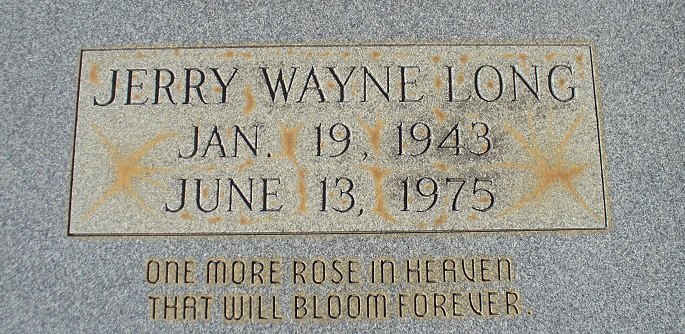 JERRY WAYNE LONG
JAN. 19, 1943
JUNE 13, 1975
ONE MORE ROSE IN HEAVEN
THAT WILL BLOOM FOREVER.